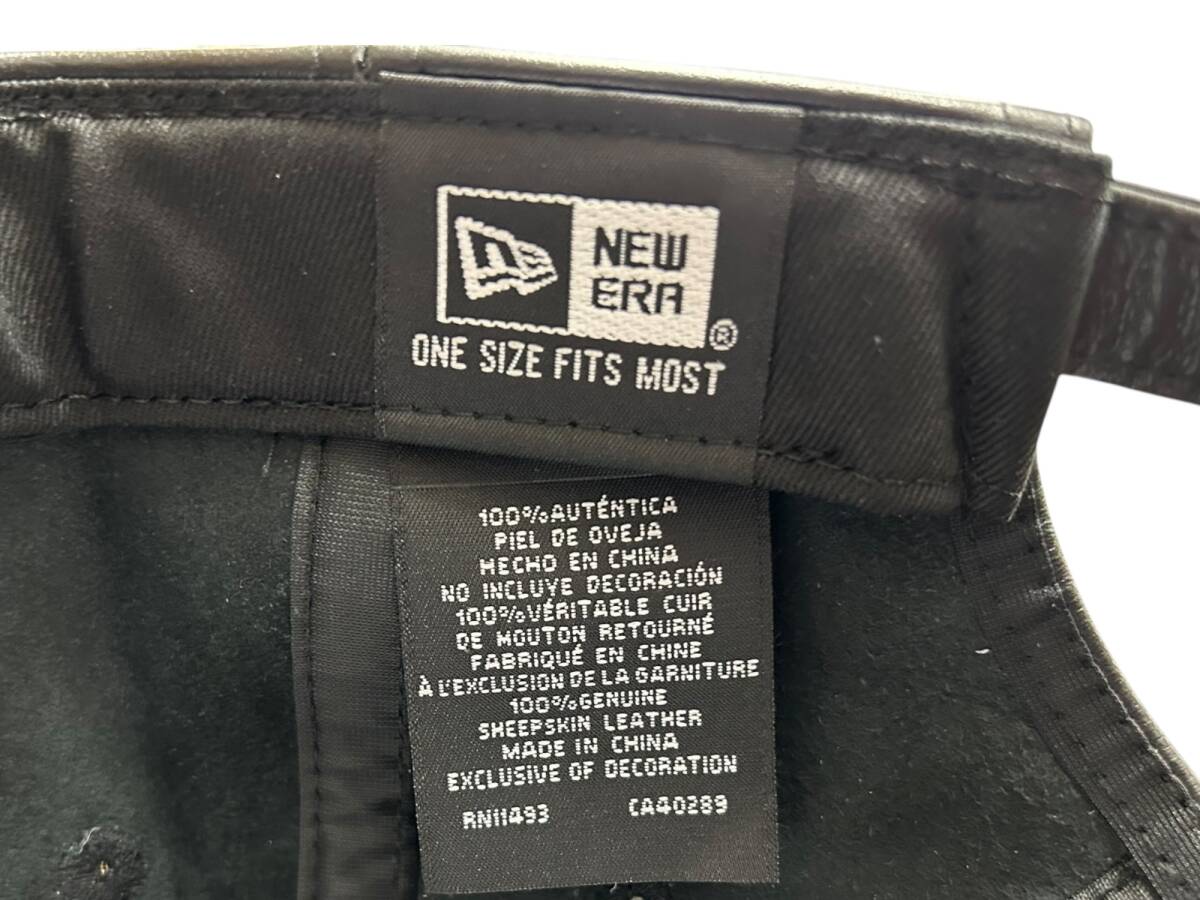 NEW
ERA
®
ONE SIZE FITS MOST
100% AUTÉNTICA
PIEL DE OVEJA
HECHO EN CHINA
NO INCLUYE DECORACIÓN
100% VÉRITABLE CUIR
DE MOUTON RETOURNÉ
FABRIQUÉ EN CHINE
À L'EXCLUSION DE LA GARNITURE
100% GENUINE
SHEEPSKIN LEATHER
MADE IN CHINA
EXCLUSIVE OF DECORATION
RN11493 CA40289